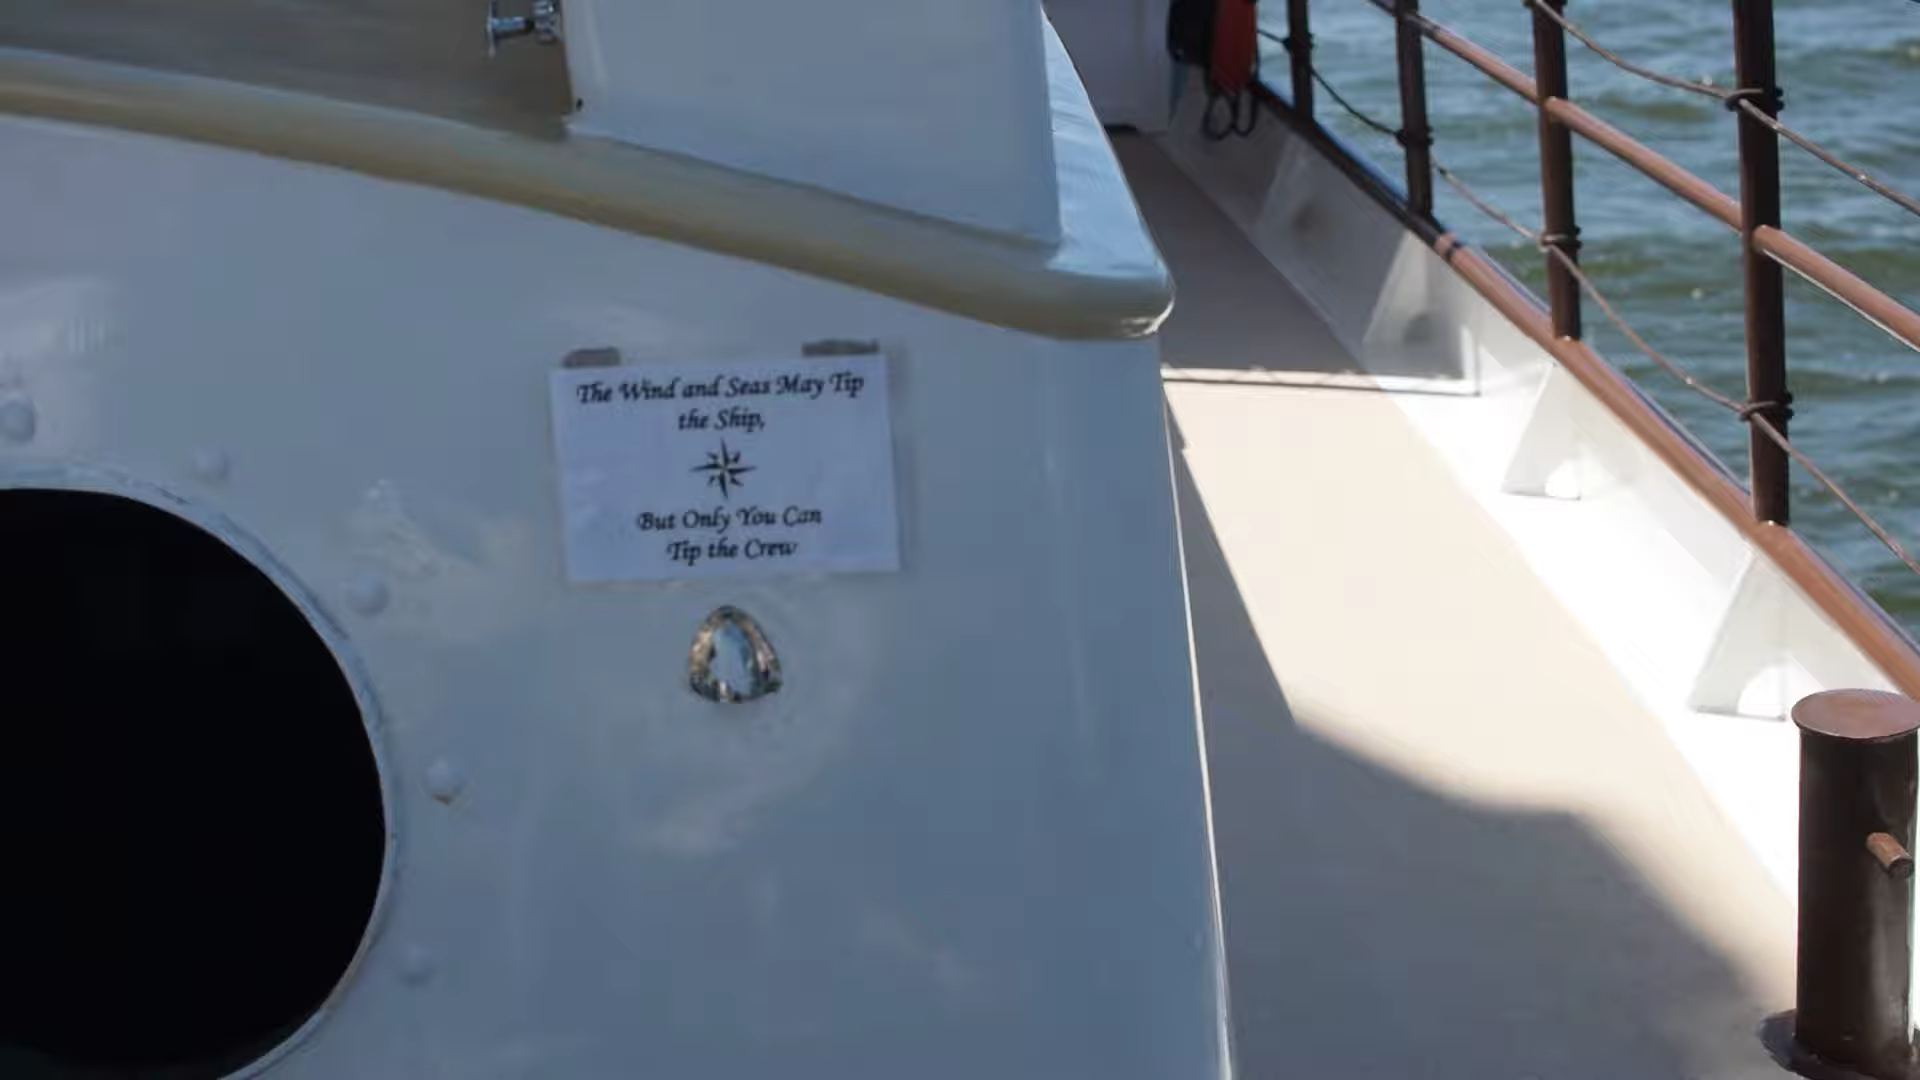 The Wind and Seas May Tip
the Ship,
But Only You Can
Tip the Crew